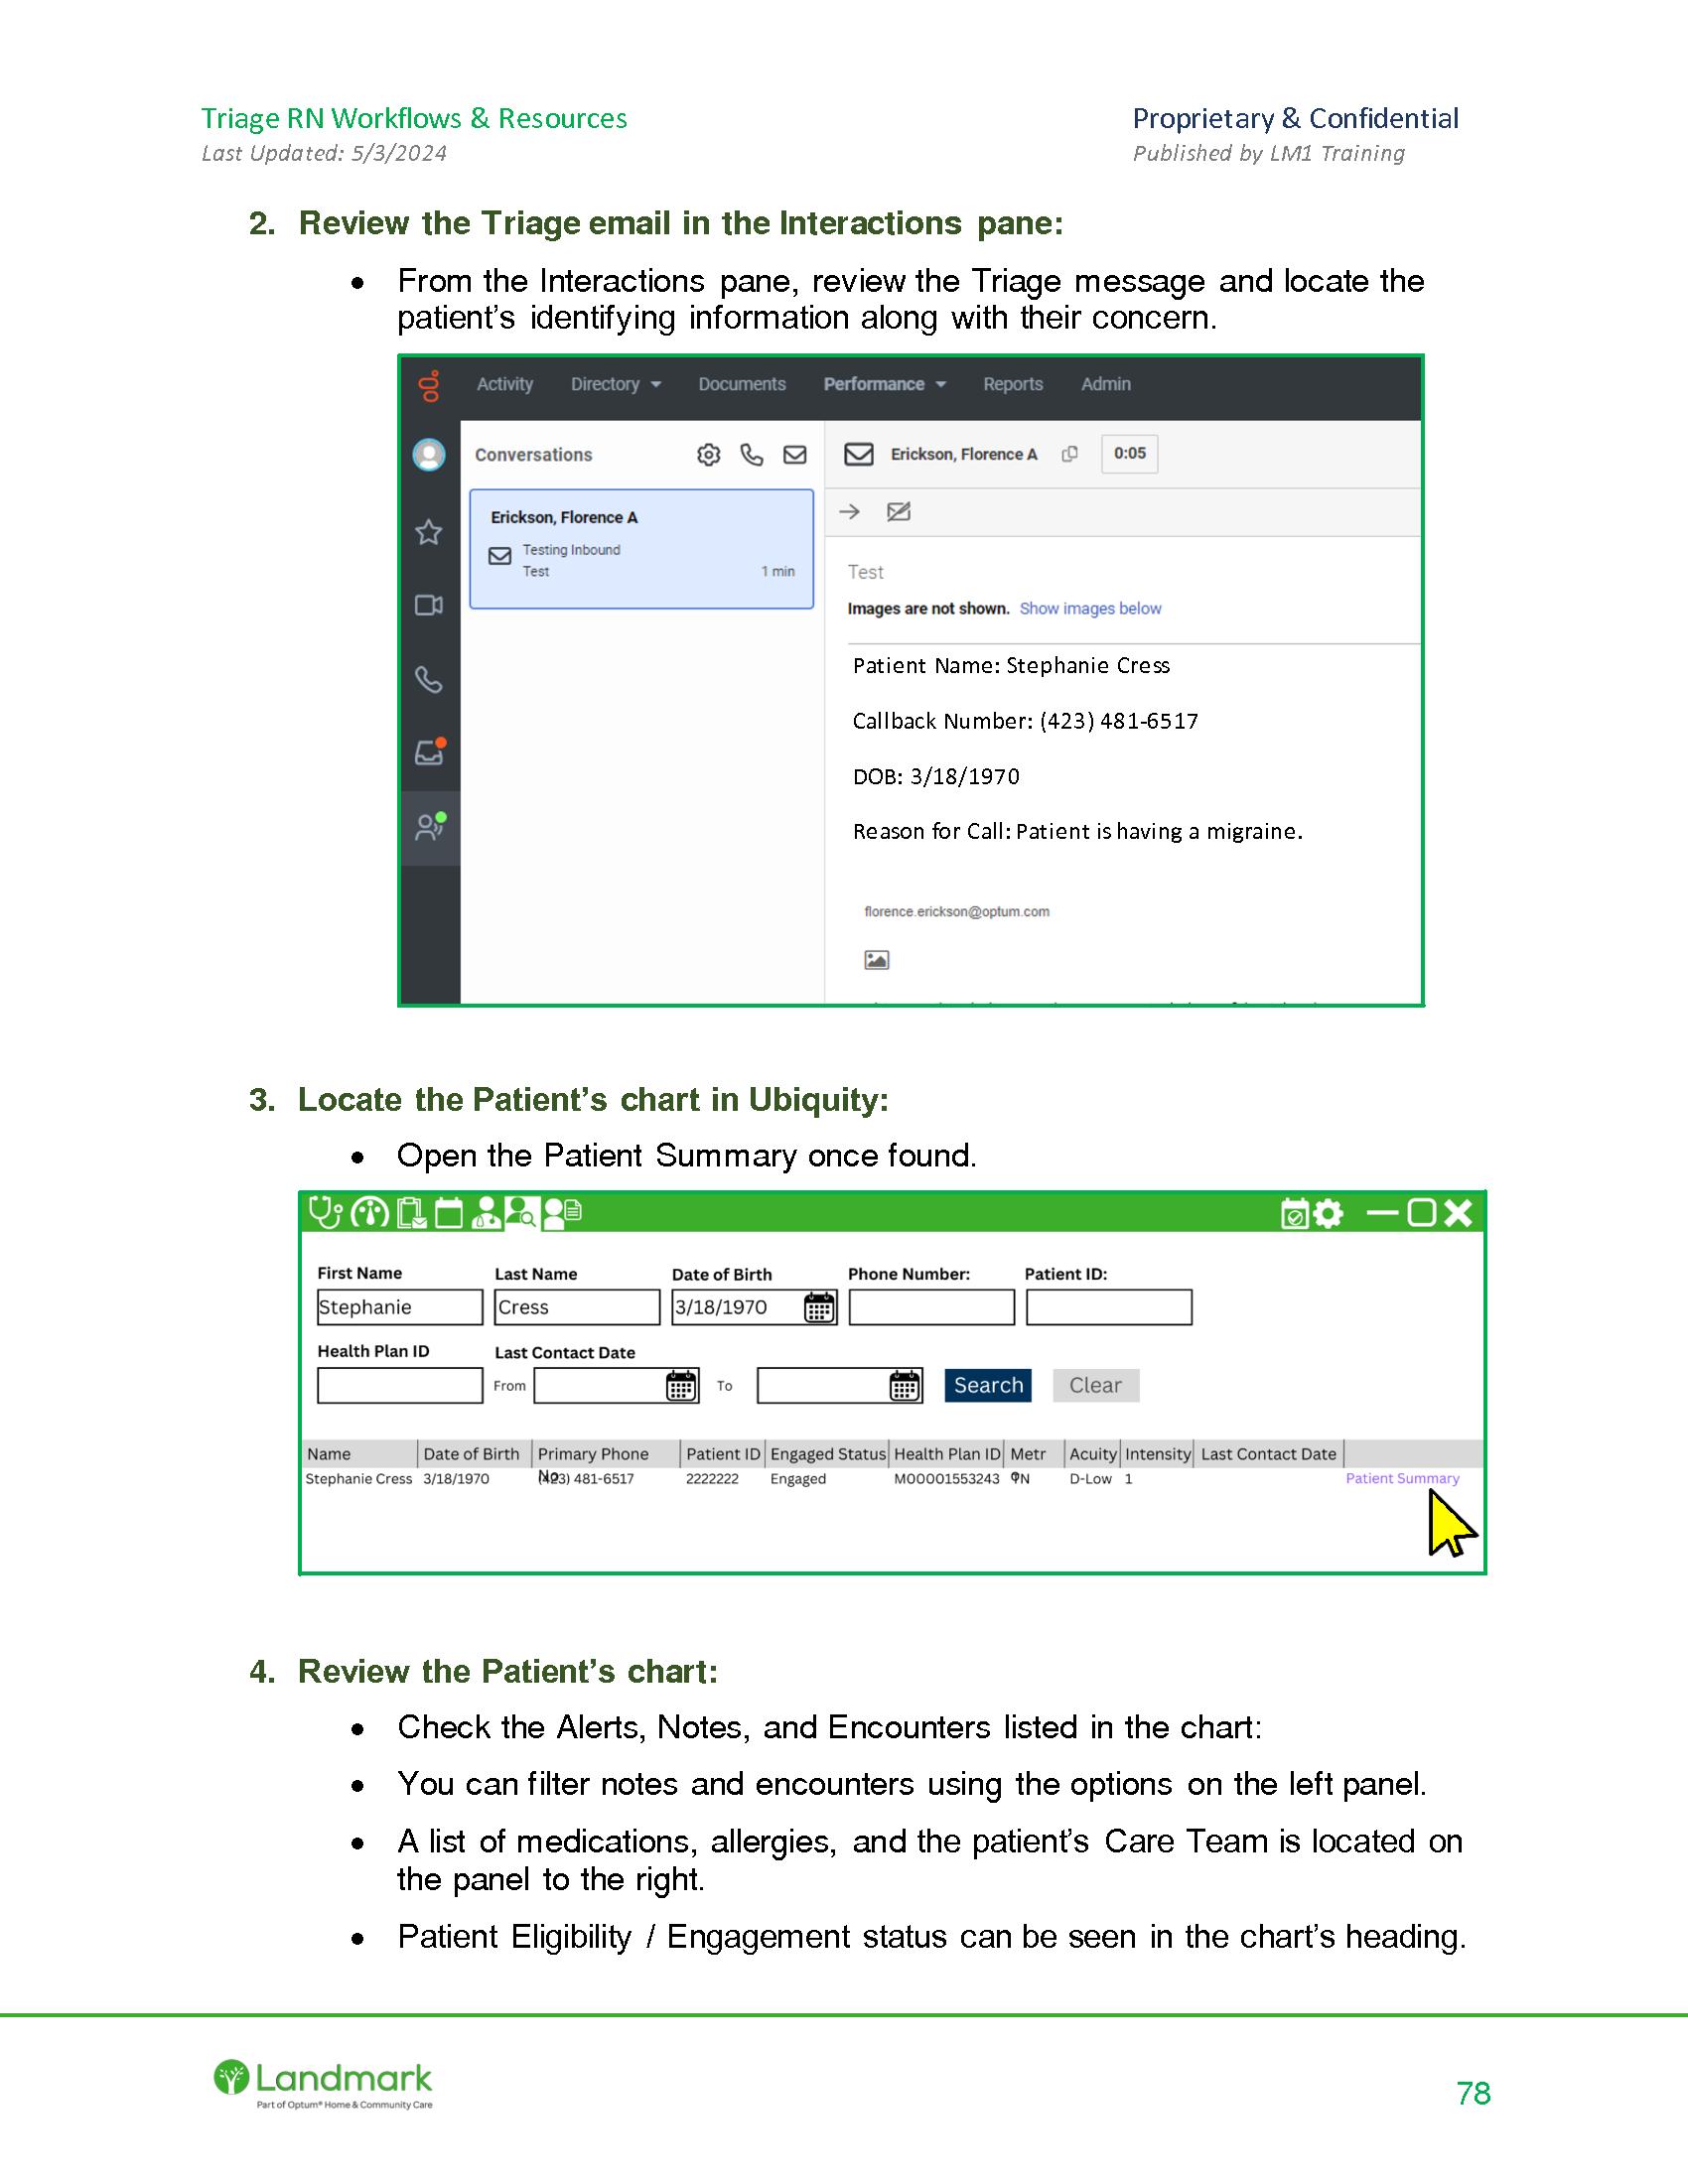 Triage RN Workflows & Resources
Last Updated: 5/3/2024
Proprietary & Confidential
Published by LM1 Training
2. Review the Triage email in the Interactions pane:
• From the Interactions pane, review the Triage message and locate the
patient's identifying information along with their concern.
Activity Directory Documents Performance Reports Admin
Conversations
Erickson, Florence A 0:05
Erickson, Florence A
Testing Inbound
Test 1 min
Test
Images are not shown. Show images below
Patient Name: Stephanie Cress
Callback Number: (423) 481-6517
DOB: 3/18/1970
Reason for Call: Patient is having a migraine.
florence.erickson@optum.com
3. Locate the Patient's chart in Ubiquity:
• Open the Patient Summary once found.
First Name Last Name Date of Birth Phone Number: Patient ID:
Stephanie Cress 3/18/1970
Health Plan ID Last Contact Date
From To Search Clear
Name Date of Birth Primary Phone No Patient ID Engaged Status Health Plan ID Metr Acuity Intensity Last Contact Date
Stephanie Cress 3/18/1970 (423) 481-6517 2222222 Engaged M00001553243 N D-Low 1 Patient Summary
4. Review the Patient's chart:
• Check the Alerts, Notes, and Encounters listed in the chart:
• You can filter notes and encounters using the options on the left panel.
• A list of medications, allergies, and the patient's Care Team is located on
the panel to the right.
• Patient Eligibility / Engagement status can be seen in the chart's heading.
Landmark
Part of Optum® Home & Community Care
78